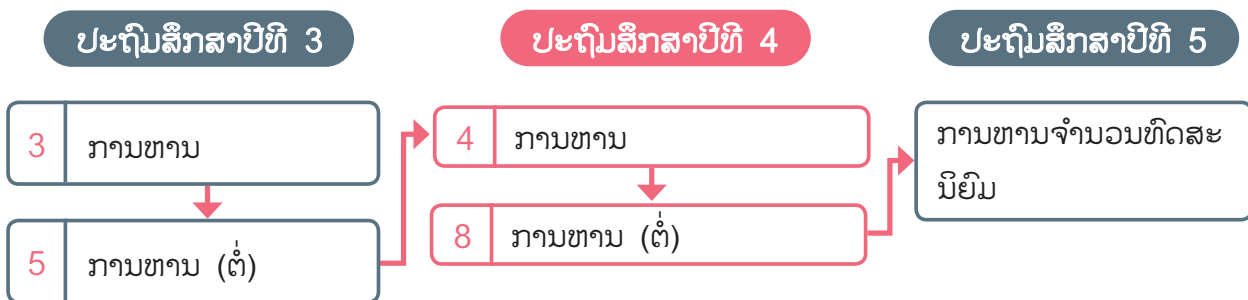 ປະຖົມສຶກສາປີທີ 3
3 ການຫານ
5 ການຫານ (ຕໍ່)
ປະຖົມສຶກສາປີທີ 4
4 ການຫານ
8 ການຫານ (ຕໍ່)
ປະຖົມສຶກສາປີທີ 5
ການຫານຈຳນວນທົດສະ
ນິຍົມ